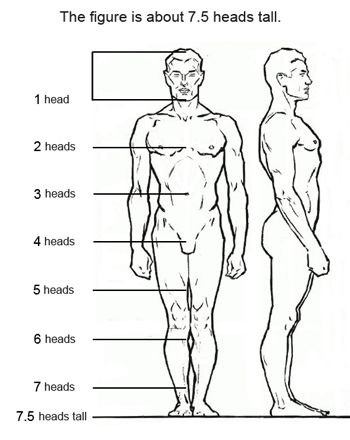 The figure is about 7.5 heads tall.
1 head
2 heads
3 heads
4 heads
5 heads
6 heads
7 heads
7.5 heads tall